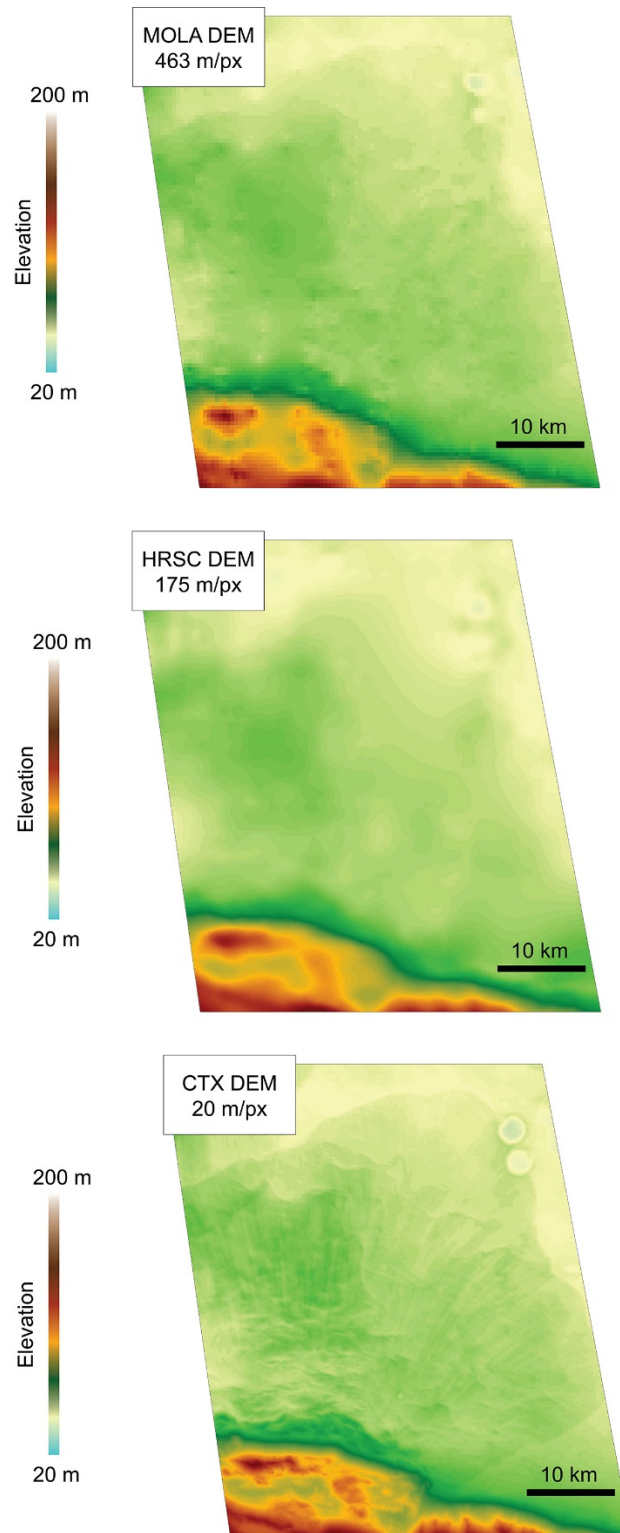 MOLA DEM
463 m/px
200 m
Elevation
20 m
10 km
HRSC DEM
175 m/px
200 m
Elevation
20 m
10 km
CTX DEM
20 m/px
200 m
Elevation
20 m
10 km